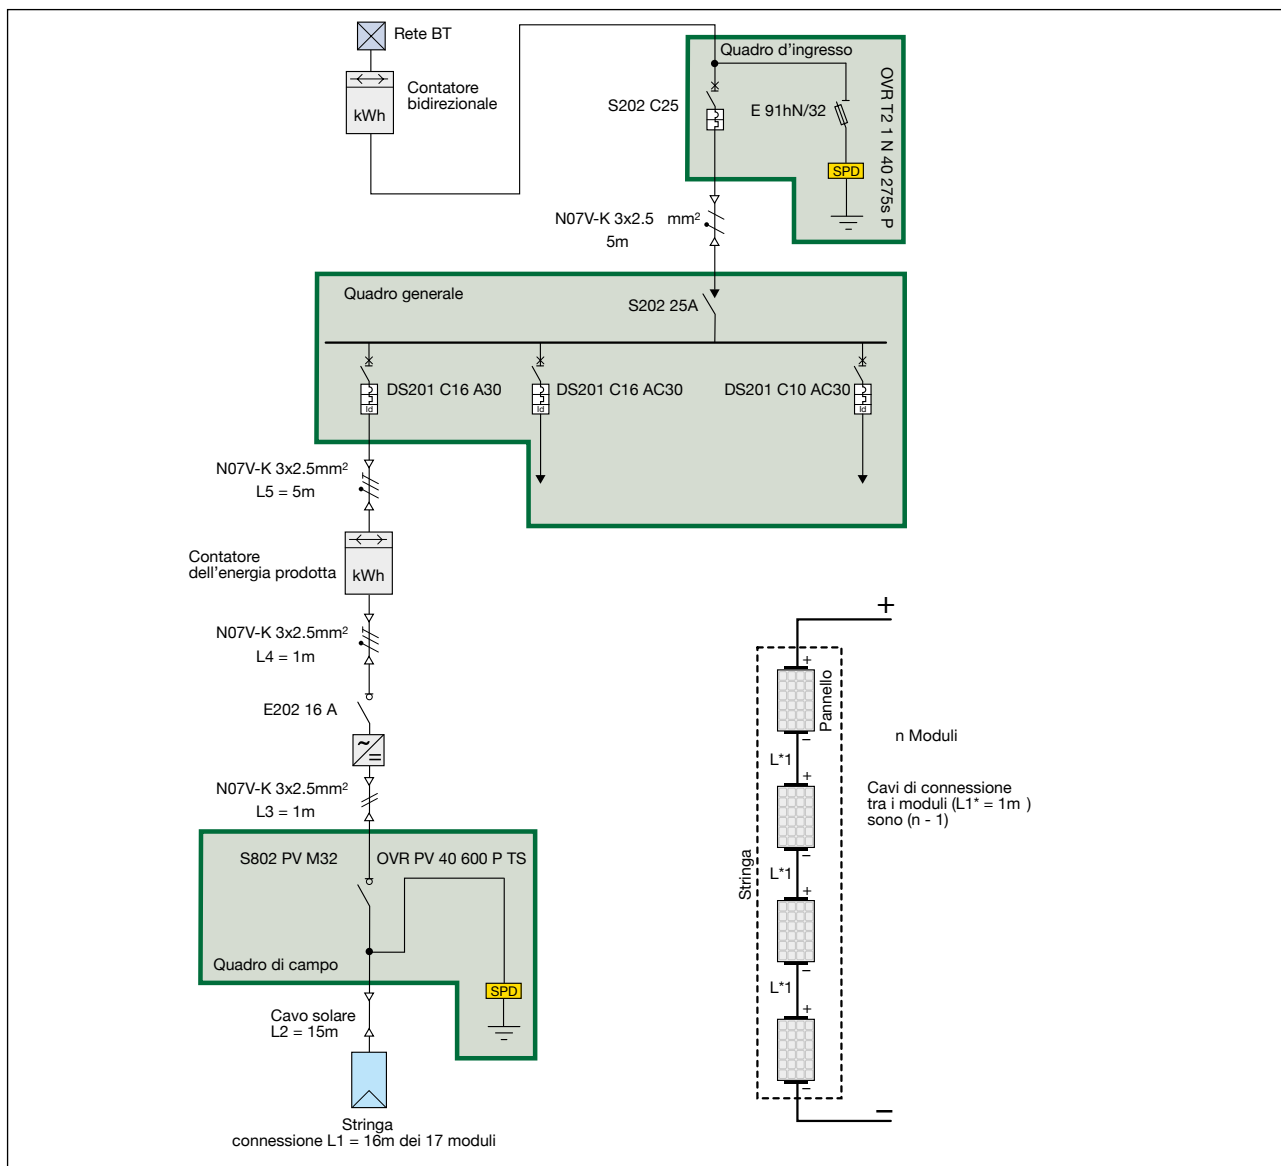 Rete BT
Contatore
bidirezionale
kWh
Quadro d'ingresso
S202 C25
E 91hN/32
OVR T2 1 N 40 275s P
SPD
N07V-K 3x2.5 mm²
5m
Quadro generale
S202 25A
DS201 C16 A30
DS201 C16 AC30
DS201 C10 AC30
Id
Id
Id
N07V-K 3x2.5mm²
L5 = 5m
Contatore
dell'energia prodotta
kWh
N07V-K 3x2.5mm²
L4 = 1m
E202 16 A
N07V-K 3x2.5mm²
L3 = 1m
S802 PV M32
OVR PV 40 600 P TS
Quadro di campo
SPD
Cavo solare
L2 = 15m
Stringa
connessione L1 = 16m dei 17 moduli
+
+
Pannello
–
L*1
+
–
L*1
+
–
L*1
+
–
–
Stringa
n Moduli
Cavi di connessione
tra i moduli (L1* = 1m )
sono (n - 1)